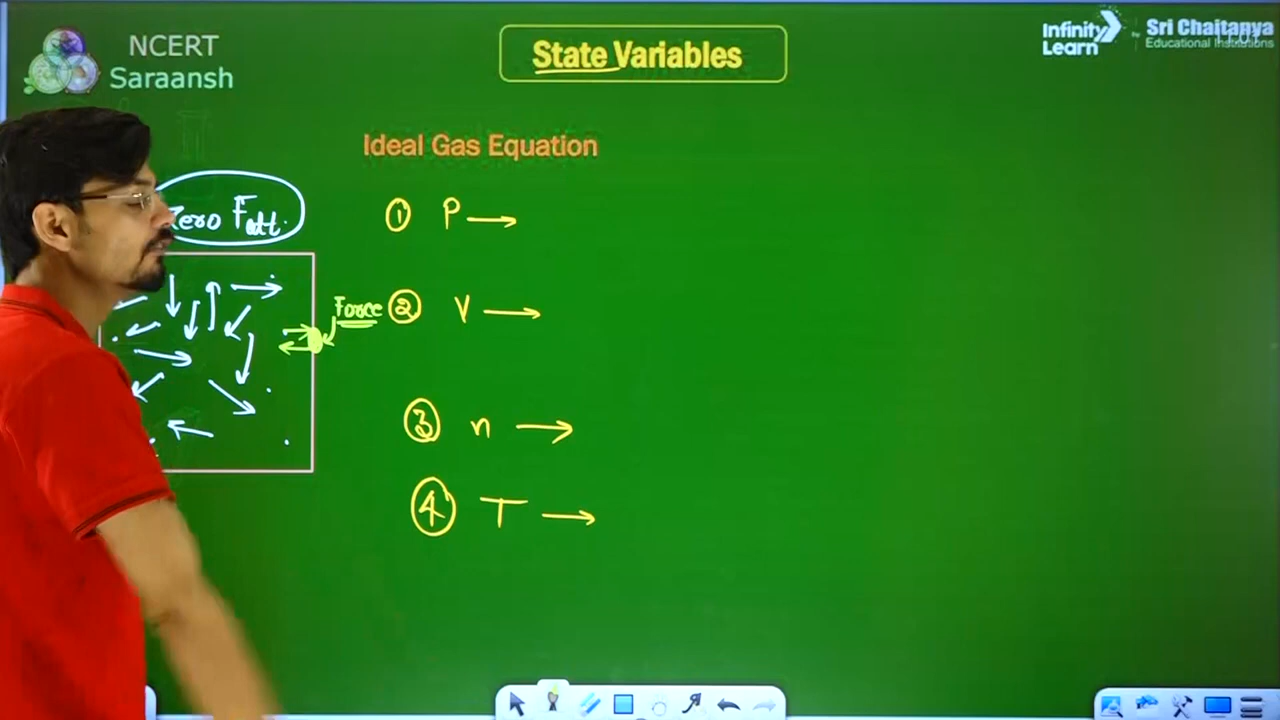 NCERT
Saraansh
State Variables
Infinity
Learn
by
Sri Chaitanya
Educational Institutions
Ideal Gas Equation
Zero Fatt.
① P →
Force
② V →
③ n →
④ T →